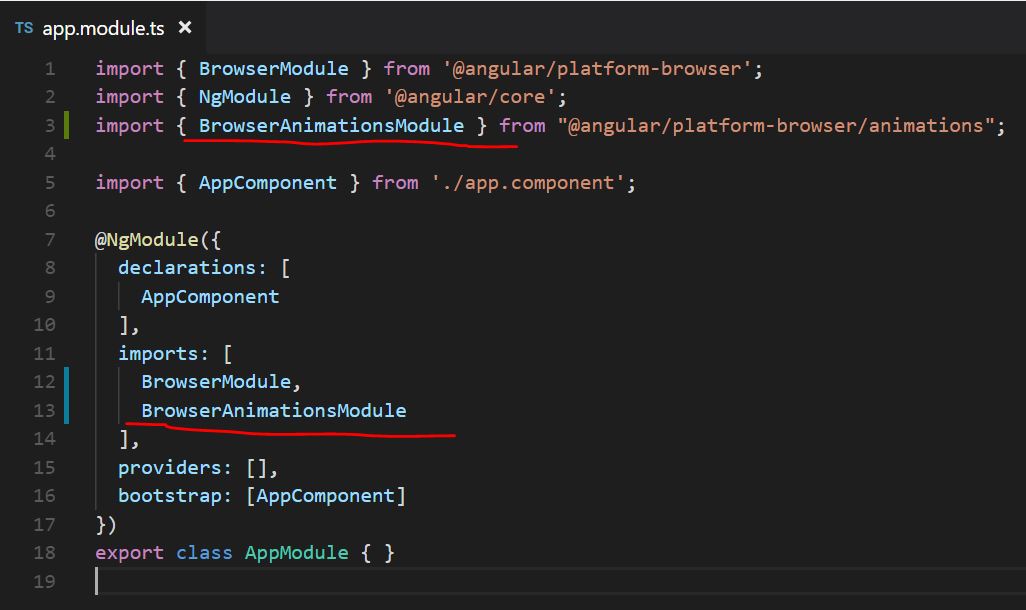 TS app.module.ts ×
1 import { BrowserModule } from '@angular/platform-browser';
2 import { NgModule } from '@angular/core';
3 import { BrowserAnimationsModule } from "@angular/platform-browser/animations";
4
5 import { AppComponent } from './app.component';
6
7 @NgModule({
8   declarations: [
9     AppComponent
10   ],
11   imports: [
12     BrowserModule,
13     BrowserAnimationsModule
14   ],
15   providers: [],
16   bootstrap: [AppComponent]
17 })
18 export class AppModule { }
19